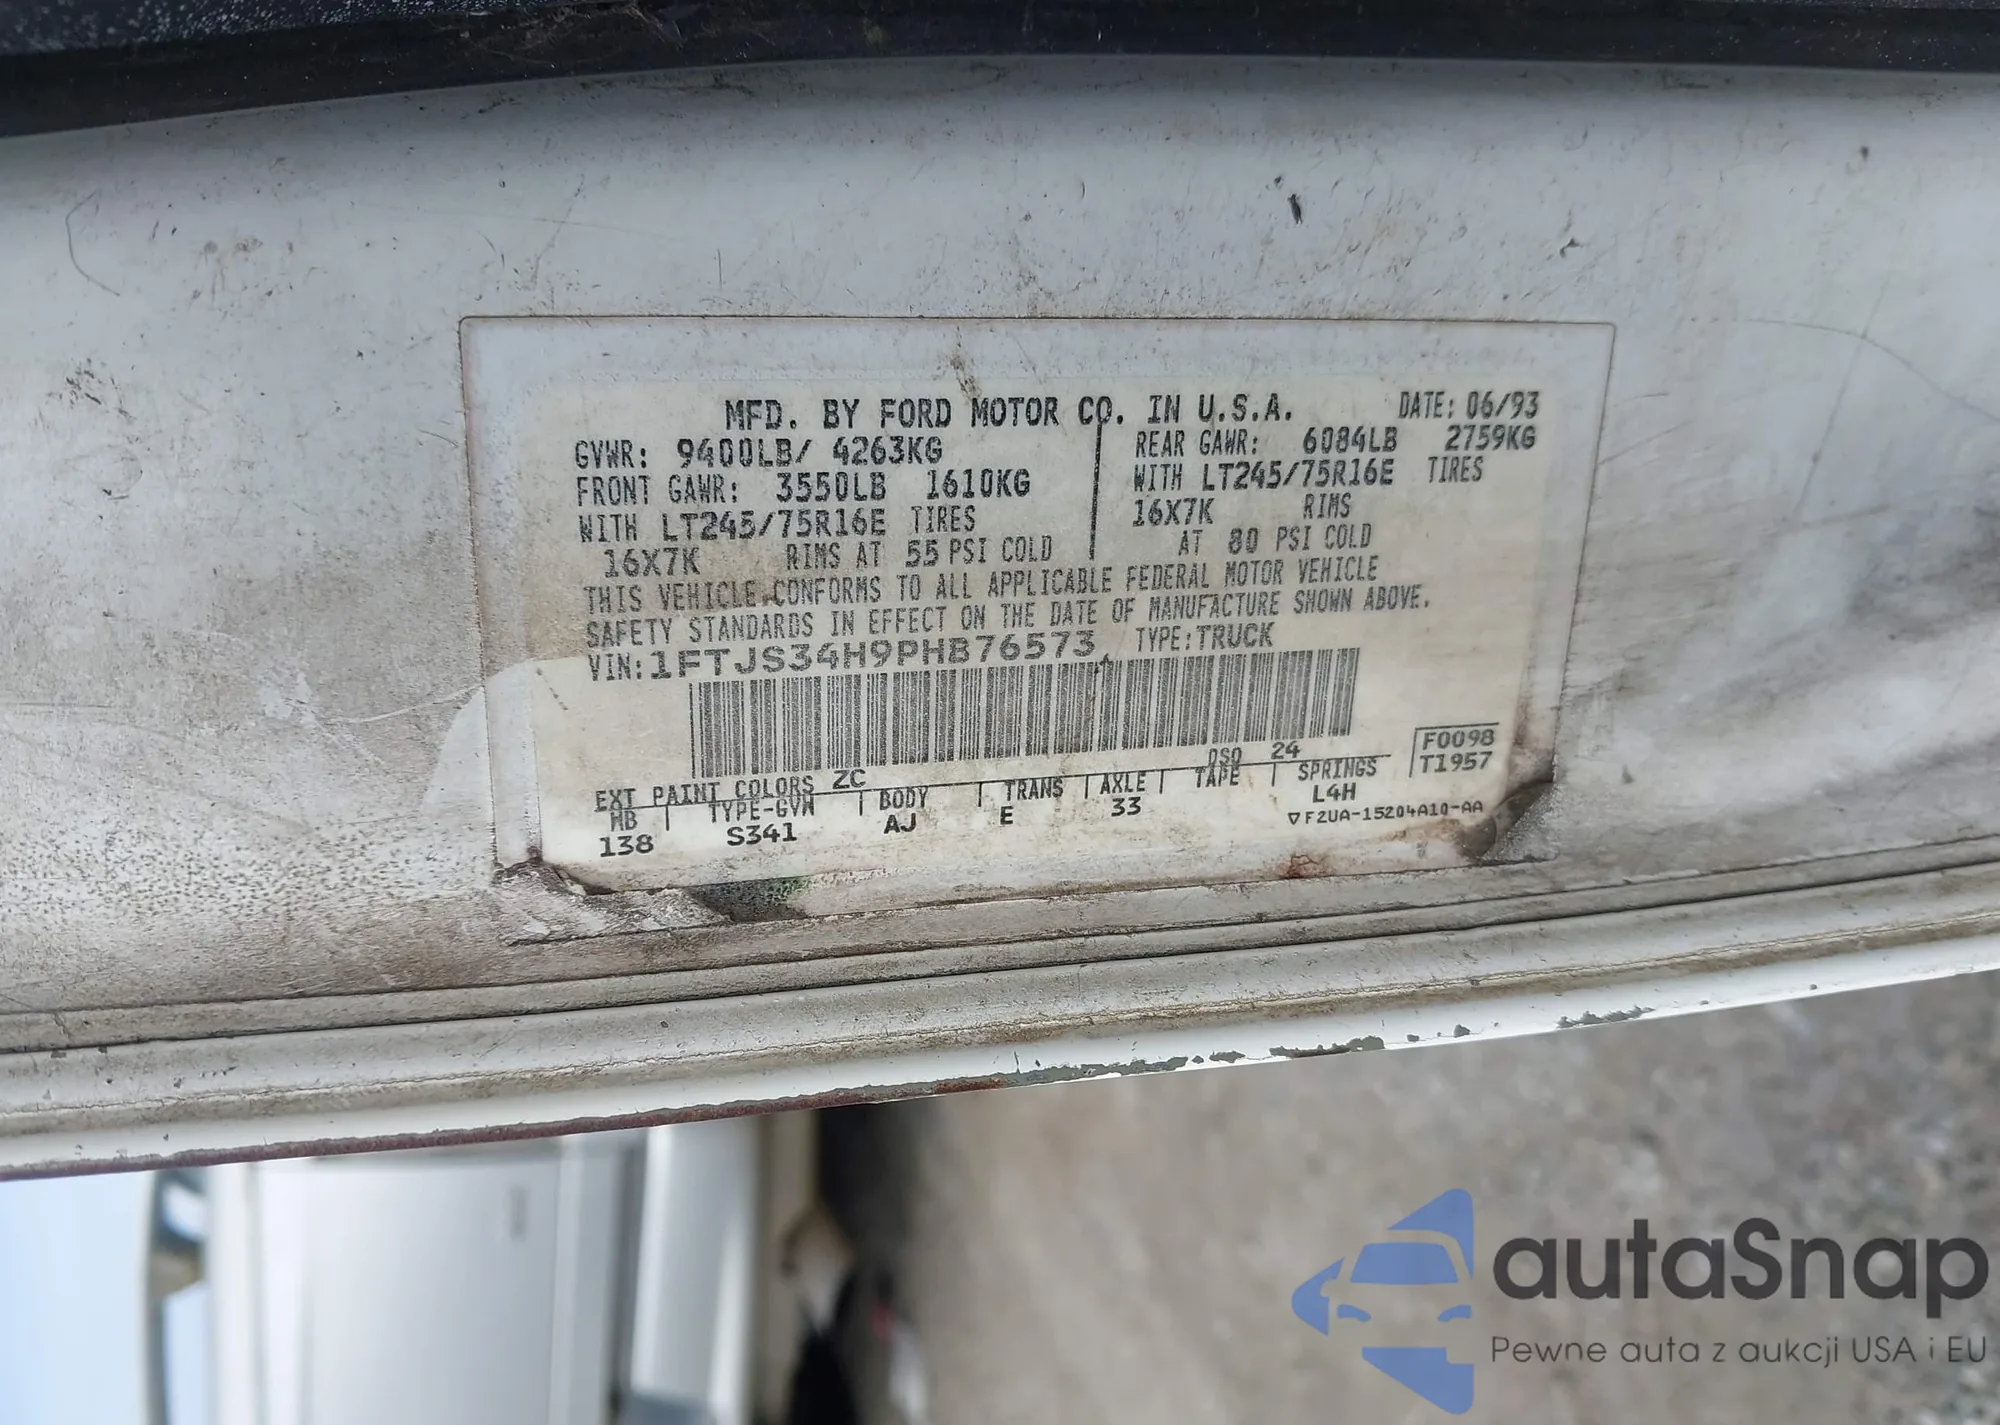 MFD. BY FORD MOTOR CO. IN U.S.A. DATE: 06/93
GVWR: 9400LB/ 4263KG
FRONT GAWR: 3550LB 1610KG
WITH LT245/75R16E TIRES
16X7K RIMS AT 55 PSI COLD
REAR GAWR: 6084LB 2759KG
WITH LT245/75R16E TIRES
16X7K RIMS
AT 80 PSI COLD
THIS VEHICLE CONFORMS TO ALL APPLICABLE FEDERAL MOTOR VEHICLE
SAFETY STANDARDS IN EFFECT ON THE DATE OF MANUFACTURE SHOWN ABOVE.
VIN: 1FTJS34H9PHB76573 TYPE: TRUCK
F0098
T1957
EXT PAINT COLORS ZC DSO 24
WB TYPE-GVM BODY TRANS AXLE TAPE SPRINGS
138 S341 AJ E 33 L4H
▽F2UA-15204A10-AA
autaSnap
Pewne auta z aukcji USA i EU